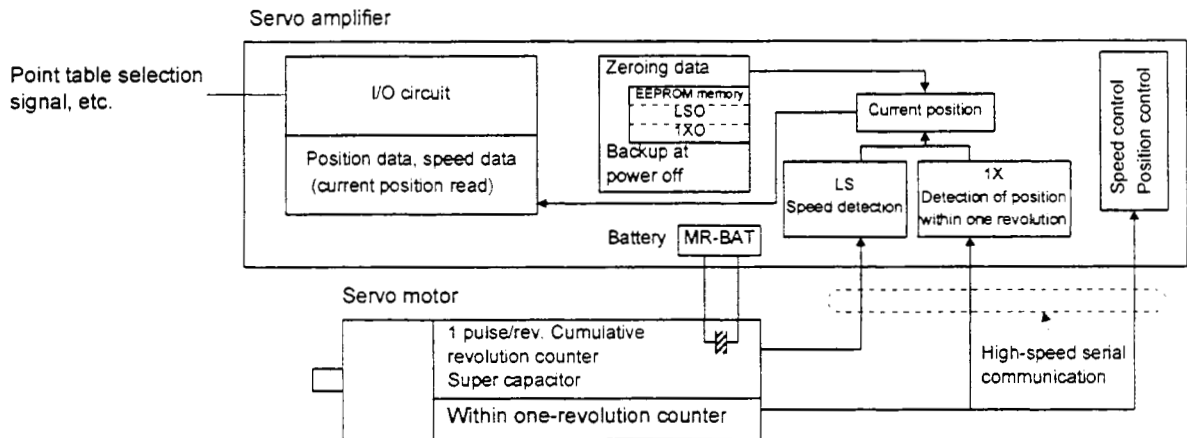 Servo amplifier
Point table selection
signal, etc.
I/O circuit
Position data, speed data
(current position read)
Zeroing data
EEPROM memory
LSO
1XO
Backup at
power off
Current position
LS
Speed detection
1X
Detection of position
within one revolution
Speed control
Position control
Battery
MR-BAT
Servo motor
1 pulse/rev. Cumulative
revolution counter
Super capacitor
Within one-revolution counter
High-speed serial
communication